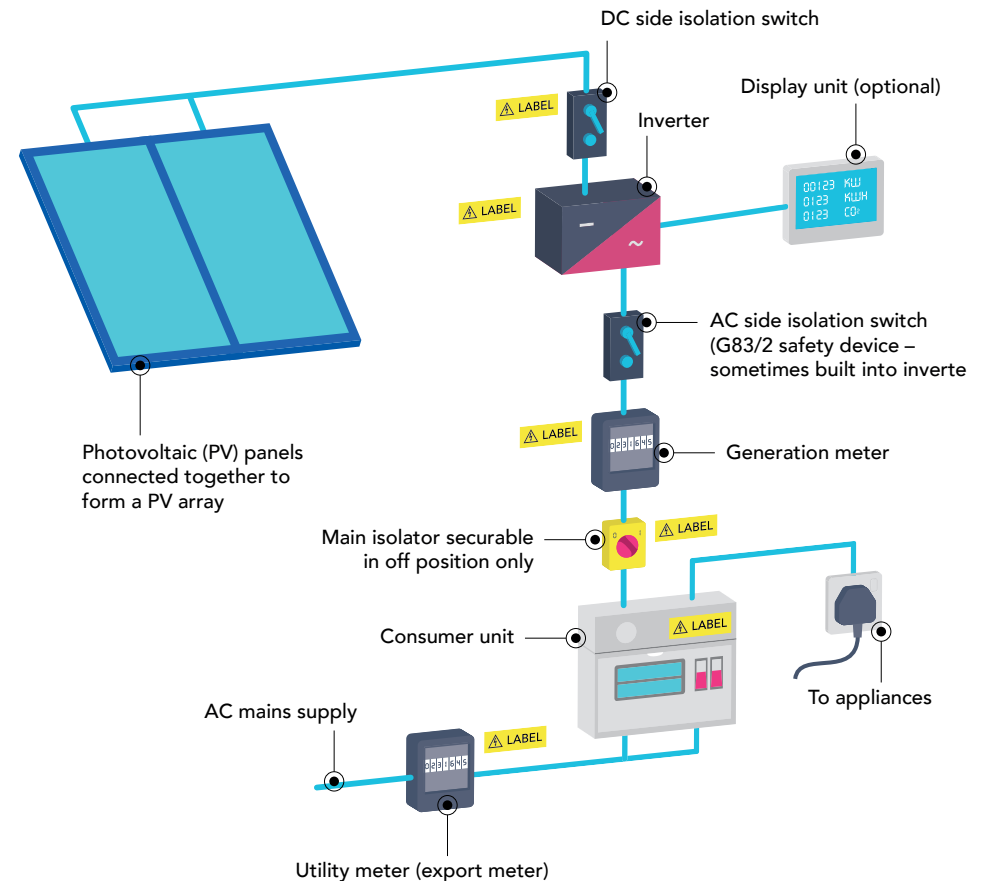 DC side isolation switch
Display unit (optional)
⚠ LABEL
Inverter
00123 KW
0123 KWH
0123 CO₂
⚠ LABEL
AC side isolation switch
(G83/2 safety device –
sometimes built into inverte
⚠ LABEL
0231645
Generation meter
Photovoltaic (PV) panels
connected together to
form a PV array
Main isolator securable
in off position only
0 I
⚠ LABEL
Consumer unit
⚠ LABEL
To appliances
AC mains supply
⚠ LABEL
0231645
Utility meter (export meter)